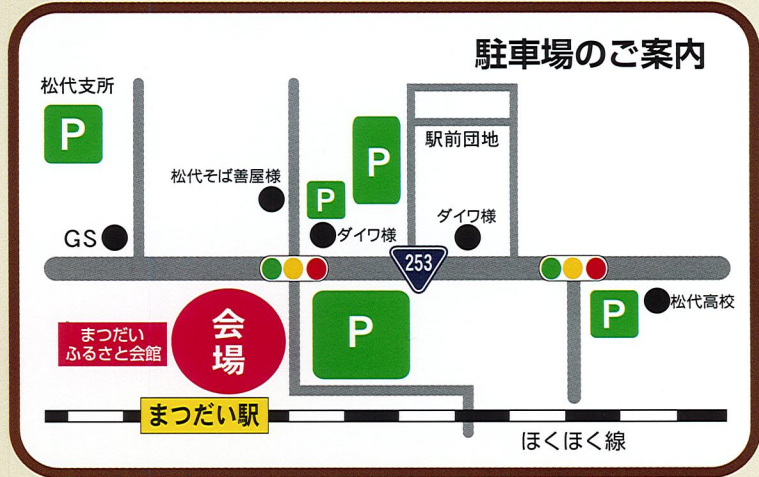 駐車場のご案内
松代支所
P
駅前団地
P
松代そば善屋様
P
ダイワ様
ダイワ様
GS
253
松代高校
P
P
会場
まつだい
ふるさと会館
まつだい駅
ほくほく線